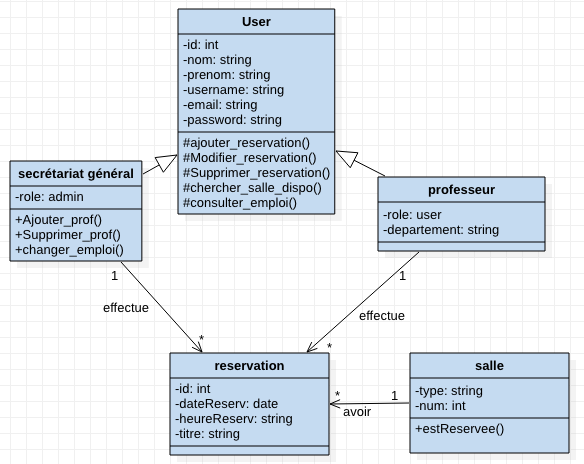 User
-id: int
-nom: string
-prenom: string
-username: string
-email: string
-password: string
#ajouter_reservation()
#Modifier_reservation()
#Supprimer_reservation()
#chercher_salle_dispo()
#consulter_emploi()
secrétariat général
-role: admin
+Ajouter_prof()
+Supprimer_prof()
+changer_emploi()
professeur
-role: user
-departement: string
1
effectue
*
1
effectue
*
reservation
-id: int
-dateReserv: date
-heureReserv: string
-titre: string
*
avoir
1
salle
-type: string
-num: int
+estReservee()